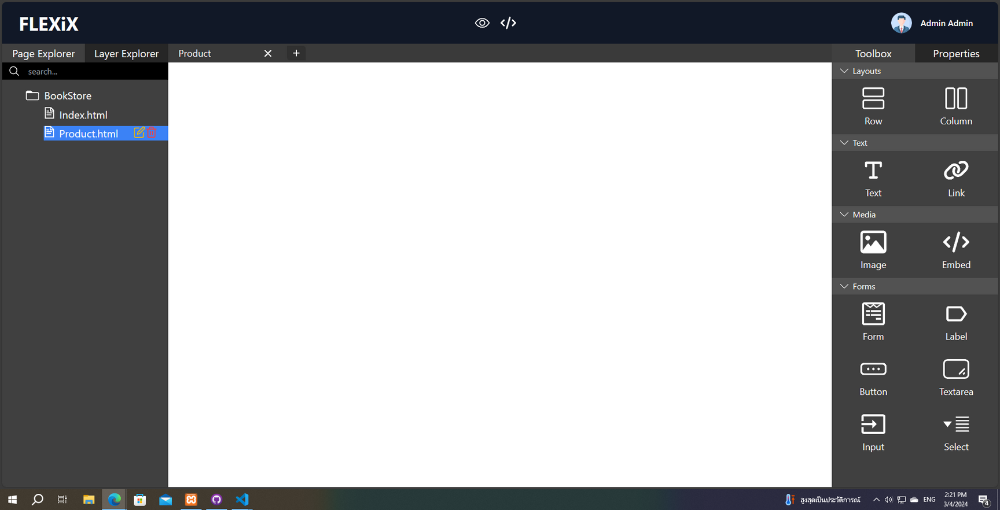 FLEXiX
Admin Admin
Page Explorer
Layer Explorer
Product
Toolbox
Properties
search...
BookStore
Index.html
Product.html
Layouts
Row
Column
Text
Text
Link
Media
Image
Embed
Forms
Form
Label
Button
Textarea
Input
Select
สูงสุดเป็นประวัติการณ์
ENG
2:21 PM
3/4/2024
4